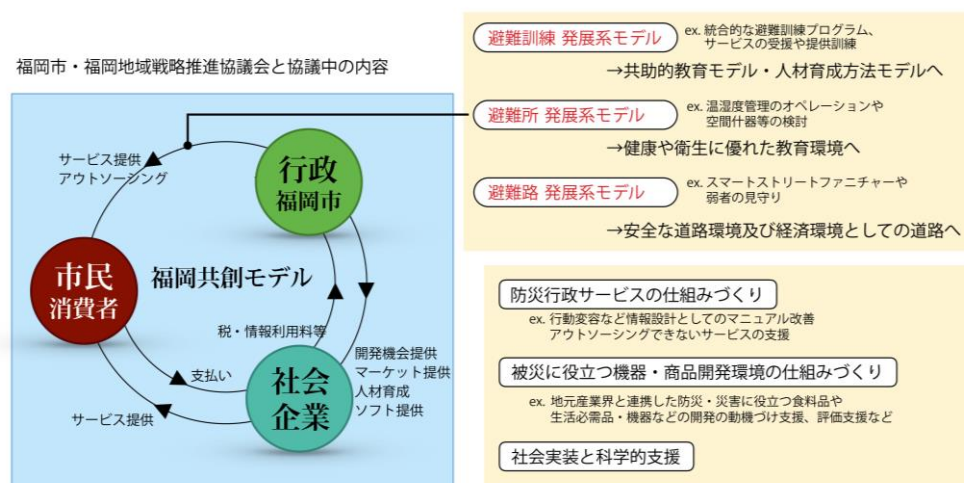 福岡市・福岡地域戦略推進協議会と協議中の内容
サービス提供
アウトソーシング
行政
福岡市
市民
消費者
福岡共創モデル
税・情報利用料等
支払い
サービス提供
社会
企業
開発機会提供
マーケット提供
人材育成
ソフト提供
避難訓練 発展系モデル
ex. 統合的な避難訓練プログラム、
サービスの受援や提供訓練
→共助的教育モデル・人材育成方法モデルへ
避難所 発展系モデル
ex. 温湿度管理のオペレーションや
空間什器等の検討
→健康や衛生に優れた教育環境へ
避難路 発展系モデル
ex. スマートストリートファニチャーや
弱者の見守り
→安全な道路環境及び経済環境としての道路へ
防災行政サービスの仕組みづくり
ex. 行動変容など情報設計としてのマニュアル改善
アウトソーシングできないサービスの支援
被災に役立つ機器・商品開発環境の仕組みづくり
ex. 地元産業界と連携した防災・災害に役立つ食料品や
生活必需品・機器などの開発の動機づけ支援、評価支援など
社会実装と科学的支援